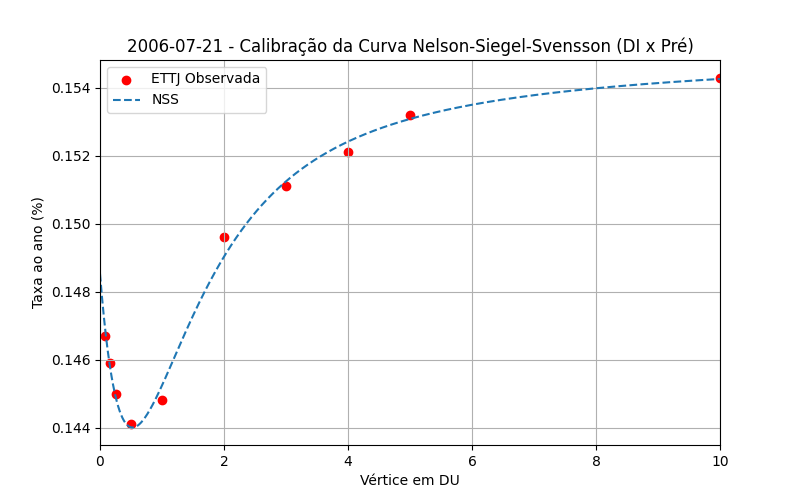 2006-07-21 - Calibração da Curva Nelson-Siegel-Svensson (DI x Pré)
ETTJ Observada
NSS
Taxa ao ano (%)
0.154
0.152
0.150
0.148
0.146
0.144
0 2 4 6 8 10
Vértice em DU